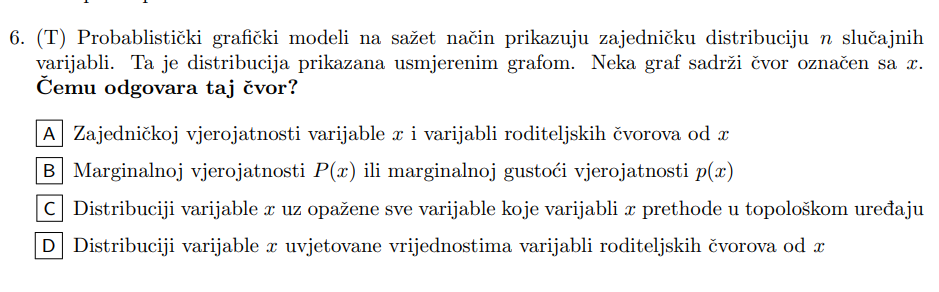 6. (T) Probablistički grafički modeli na sažet način prikazuju zajedničku distribuciju n slučajnih
varijabli. Ta je distribucija prikazana usmjerenim grafom. Neka graf sadrži čvor označen sa x.
Čemu odgovara taj čvor?
A Zajedničkoj vjerojatnosti varijable x i varijabli roditeljskih čvorova od x
B Marginalnoj vjerojatnosti P(x) ili marginalnoj gustoći vjerojatnosti p(x)
C Distribuciji varijable x uz opažene sve varijable koje varijabli x prethode u topološkom uređaju
D Distribuciji varijable x uvjetovane vrijednostima varijabli roditeljskih čvorova od x